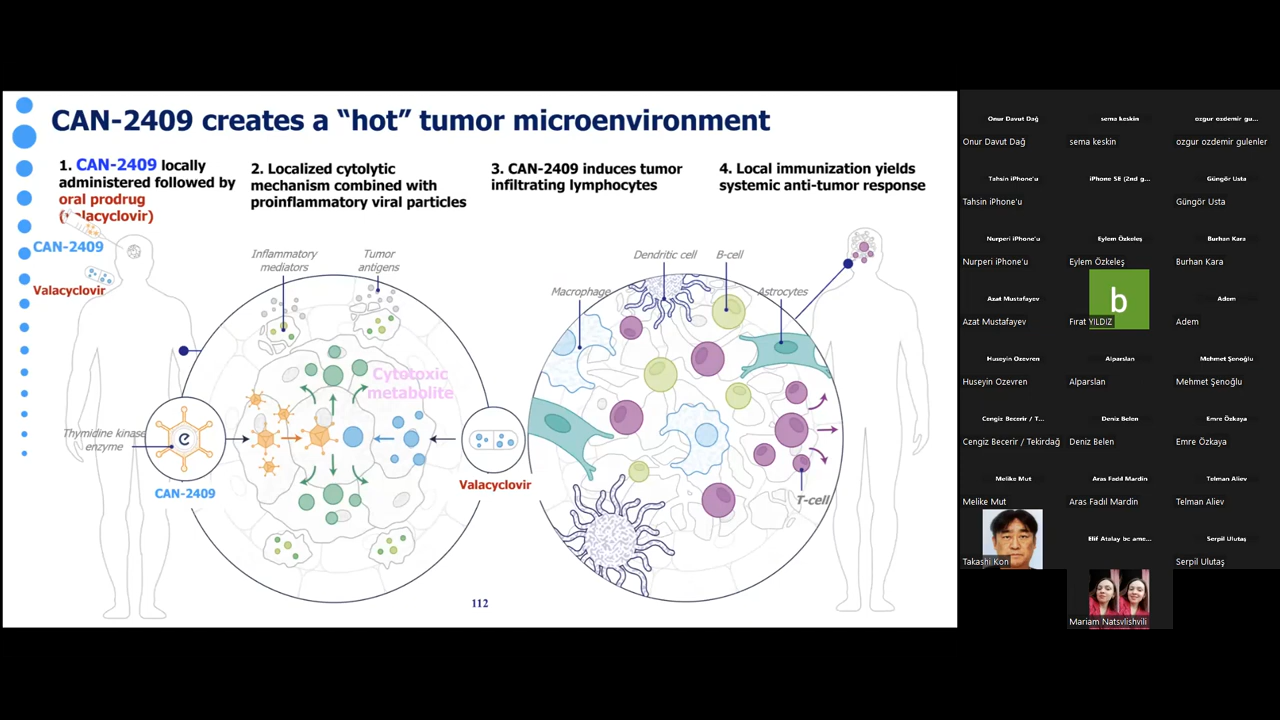 CAN-2409 creates a “hot” tumor microenvironment
1. CAN-2409 locally
administered followed by
oral prodrug
(valacyclovir)
2. Localized cytolytic
mechanism combined with
proinflammatory viral particles
3. CAN-2409 induces tumor
infiltrating lymphocytes
4. Local immunization yields
systemic anti-tumor response
CAN-2409
Valacyclovir
Inflammatory
mediators
Tumor
antigens
Cytotoxic
metabolite
Thymidine kinase
enzyme
CAN-2409
Valacyclovir
Macrophage
Dendritic cell
B-cell
Astrocytes
T-cell
112
Onur Davut Dağ
sema keskin
ozgur ozdemir gu...
Onur Davut Dağ
sema keskin
ozgur ozdemir gulenler
Tahsin iPhone'u
iPhone SE (2nd g...
Güngör Usta
Tahsin iPhone'u
Güngör Usta
Nurperi iPhone'u
Eylem Özkeleş
Burhan Kara
Nurperi iPhone'u
Eylem Özkeleş
Burhan Kara
Azat Mustafayev
b
Adem
Azat Mustafayev
Fırat YILDIZ
Adem
Huseyin Ozevren
Alparslan
Mehmet Şenoğlu
Huseyin Ozevren
Alparslan
Mehmet Şenoğlu
Cengiz Becerir / T...
Deniz Belen
Emre Özkaya
Cengiz Becerir / Tekirdağ
Deniz Belen
Emre Özkaya
Melike Mut
Aras Fadıl Mardin
Telman Aliev
Melike Mut
Aras Fadıl Mardin
Telman Aliev
Elif Atalay bc ame...
Serpil Ulutaş
Takashi Kon
Serpil Ulutaş
Mariam Natsvlishvili